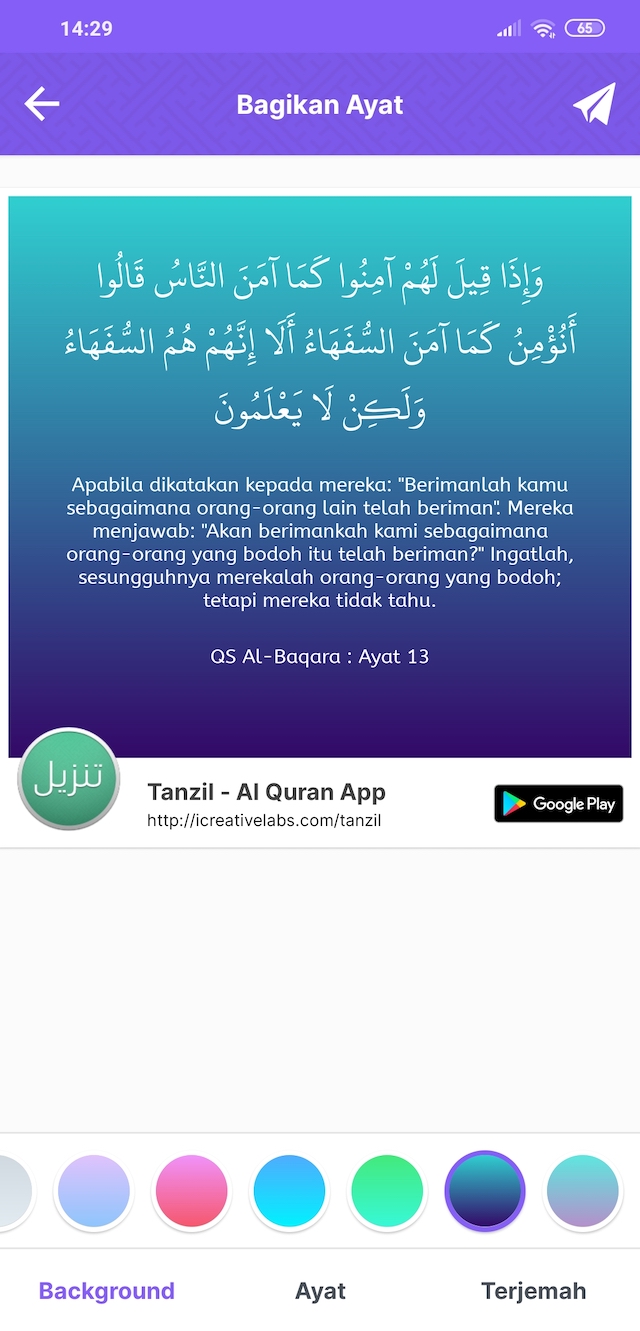 14:29
65
Bagikan Ayat
وَإِذَا قِيلَ لَهُمْ آمِنُوا كَمَا آمَنَ النَّاسُ قَالُوا
أَنُؤْمِنُ كَمَا آمَنَ السُّفَهَاءُ أَلَا إِنَّهُمْ هُمُ السُّفَهَاءُ
وَلَكِنْ لَا يَعْلَمُونَ
Apabila dikatakan kepada mereka: "Berimanlah kamu
sebagaimana orang-orang lain telah beriman". Mereka
menjawab: "Akan berimankah kami sebagaimana
orang-orang yang bodoh itu telah beriman?" Ingatlah,
sesungguhnya merekalah orang-orang yang bodoh;
tetapi mereka tidak tahu.
QS Al-Baqara : Ayat 13
تنزيل
Tanzil - Al Quran App
http://icreativelabs.com/tanzil
Google Play
Background
Ayat
Terjemah